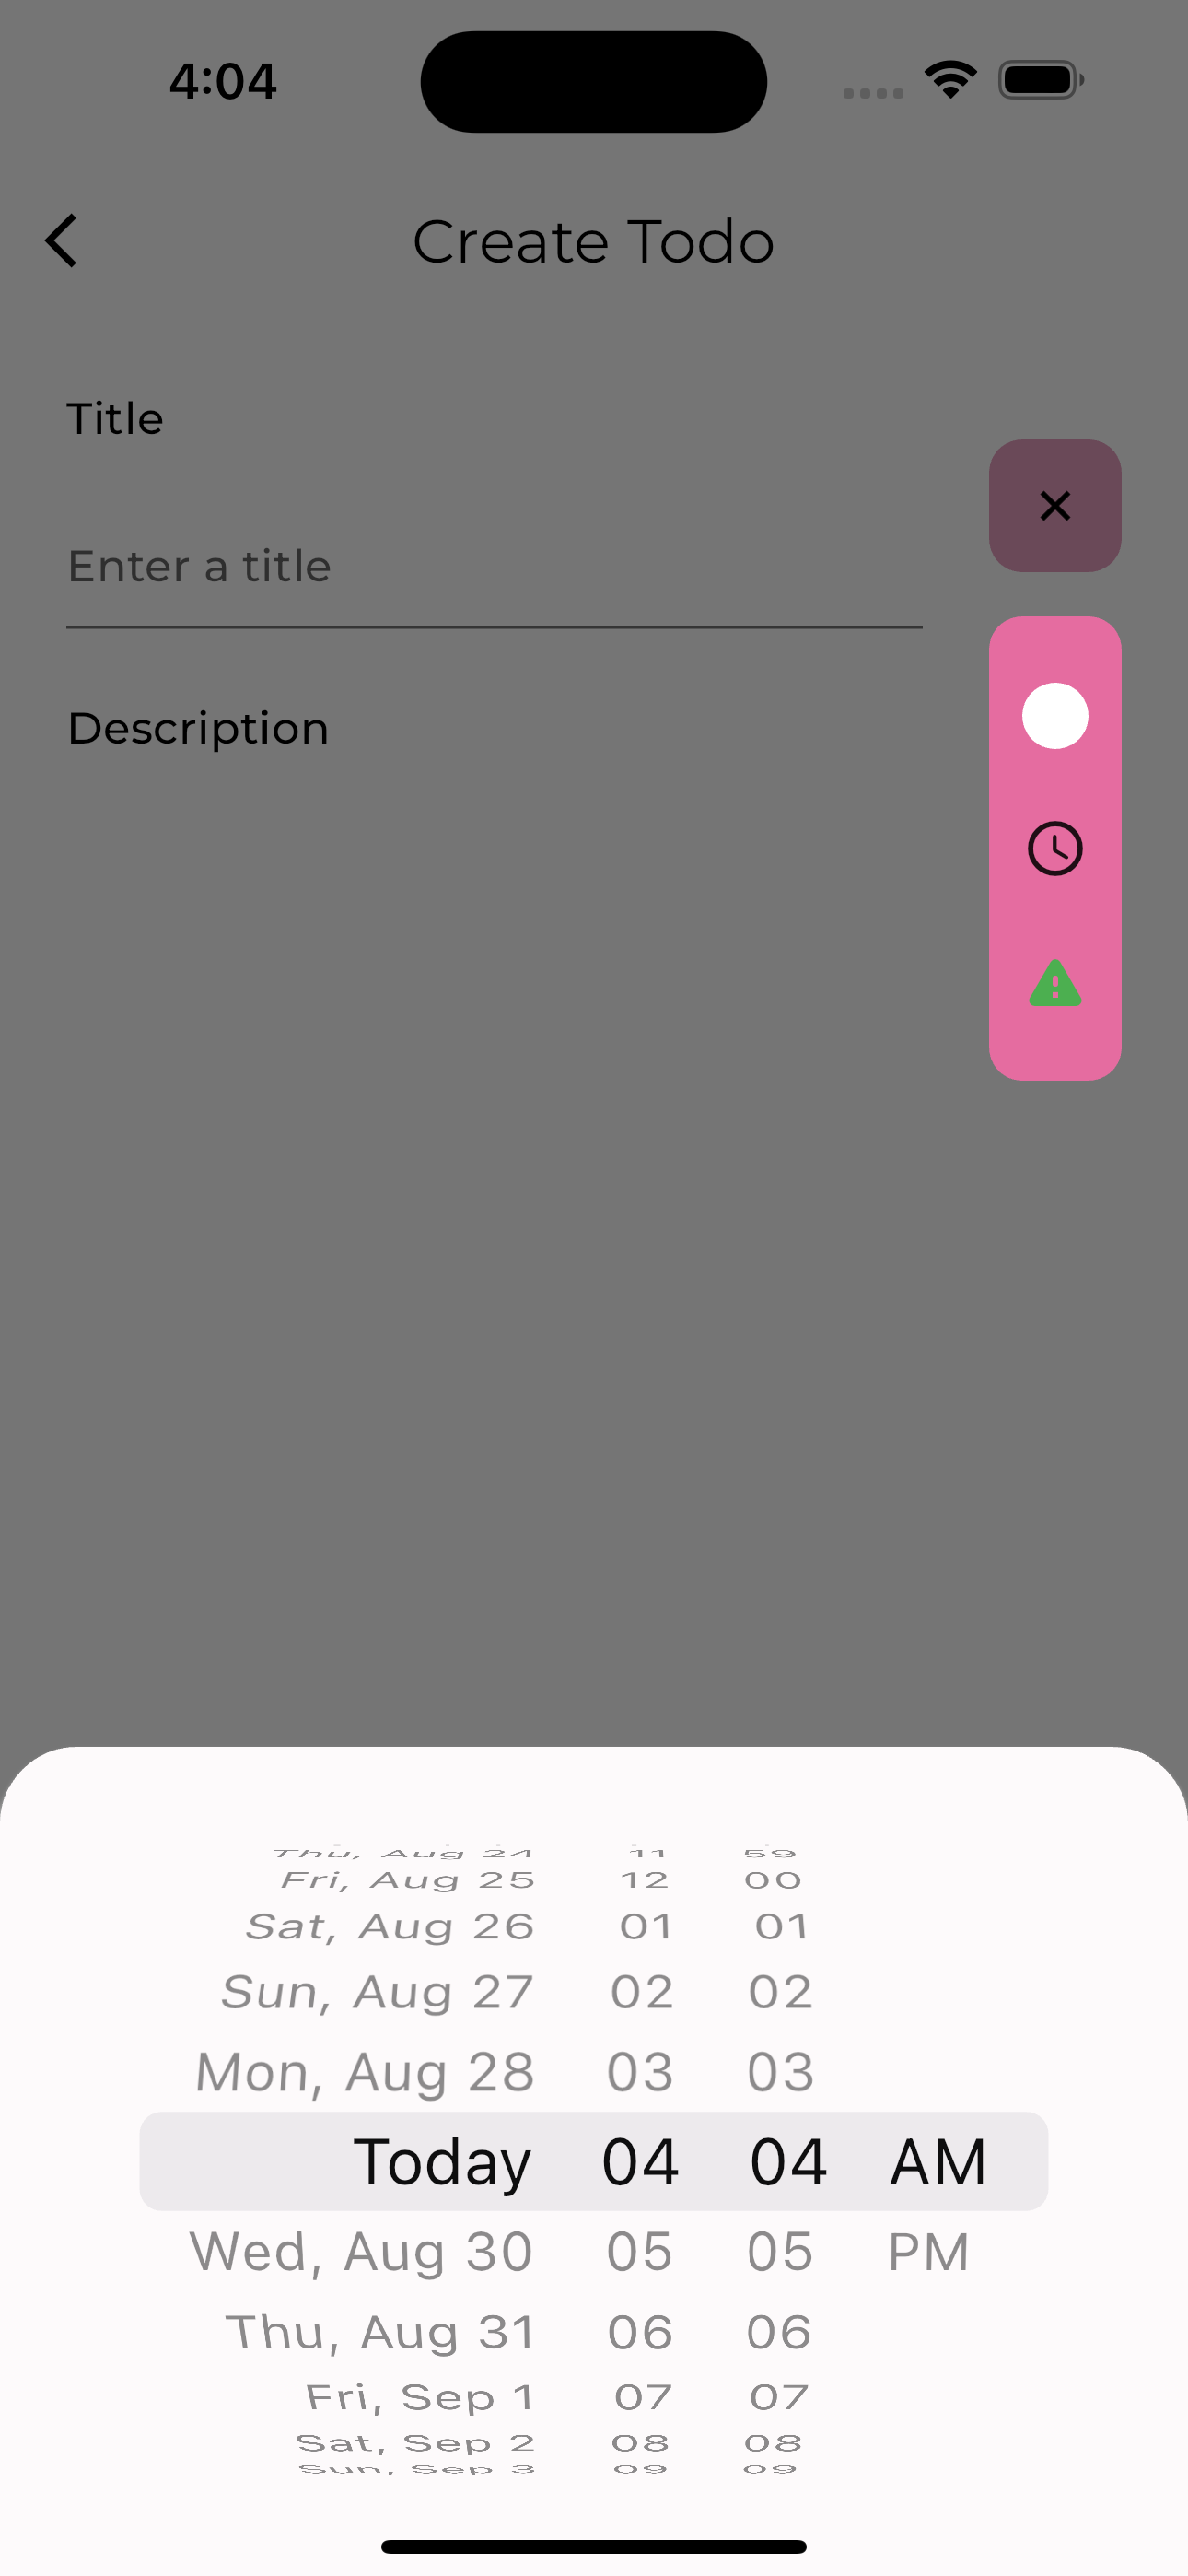 4:04
Create Todo
Title
Enter a title
Description
Thu, Aug 24 11 59
Fri, Aug 25 12 00
Sat, Aug 26 01 01
Sun, Aug 27 02 02
Mon, Aug 28 03 03
Today 04 04 AM
Wed, Aug 30 05 05 PM
Thu, Aug 31 06 06
Fri, Sep 1 07 07
Sat, Sep 2 08 08
Sun, Sep 3 09 09